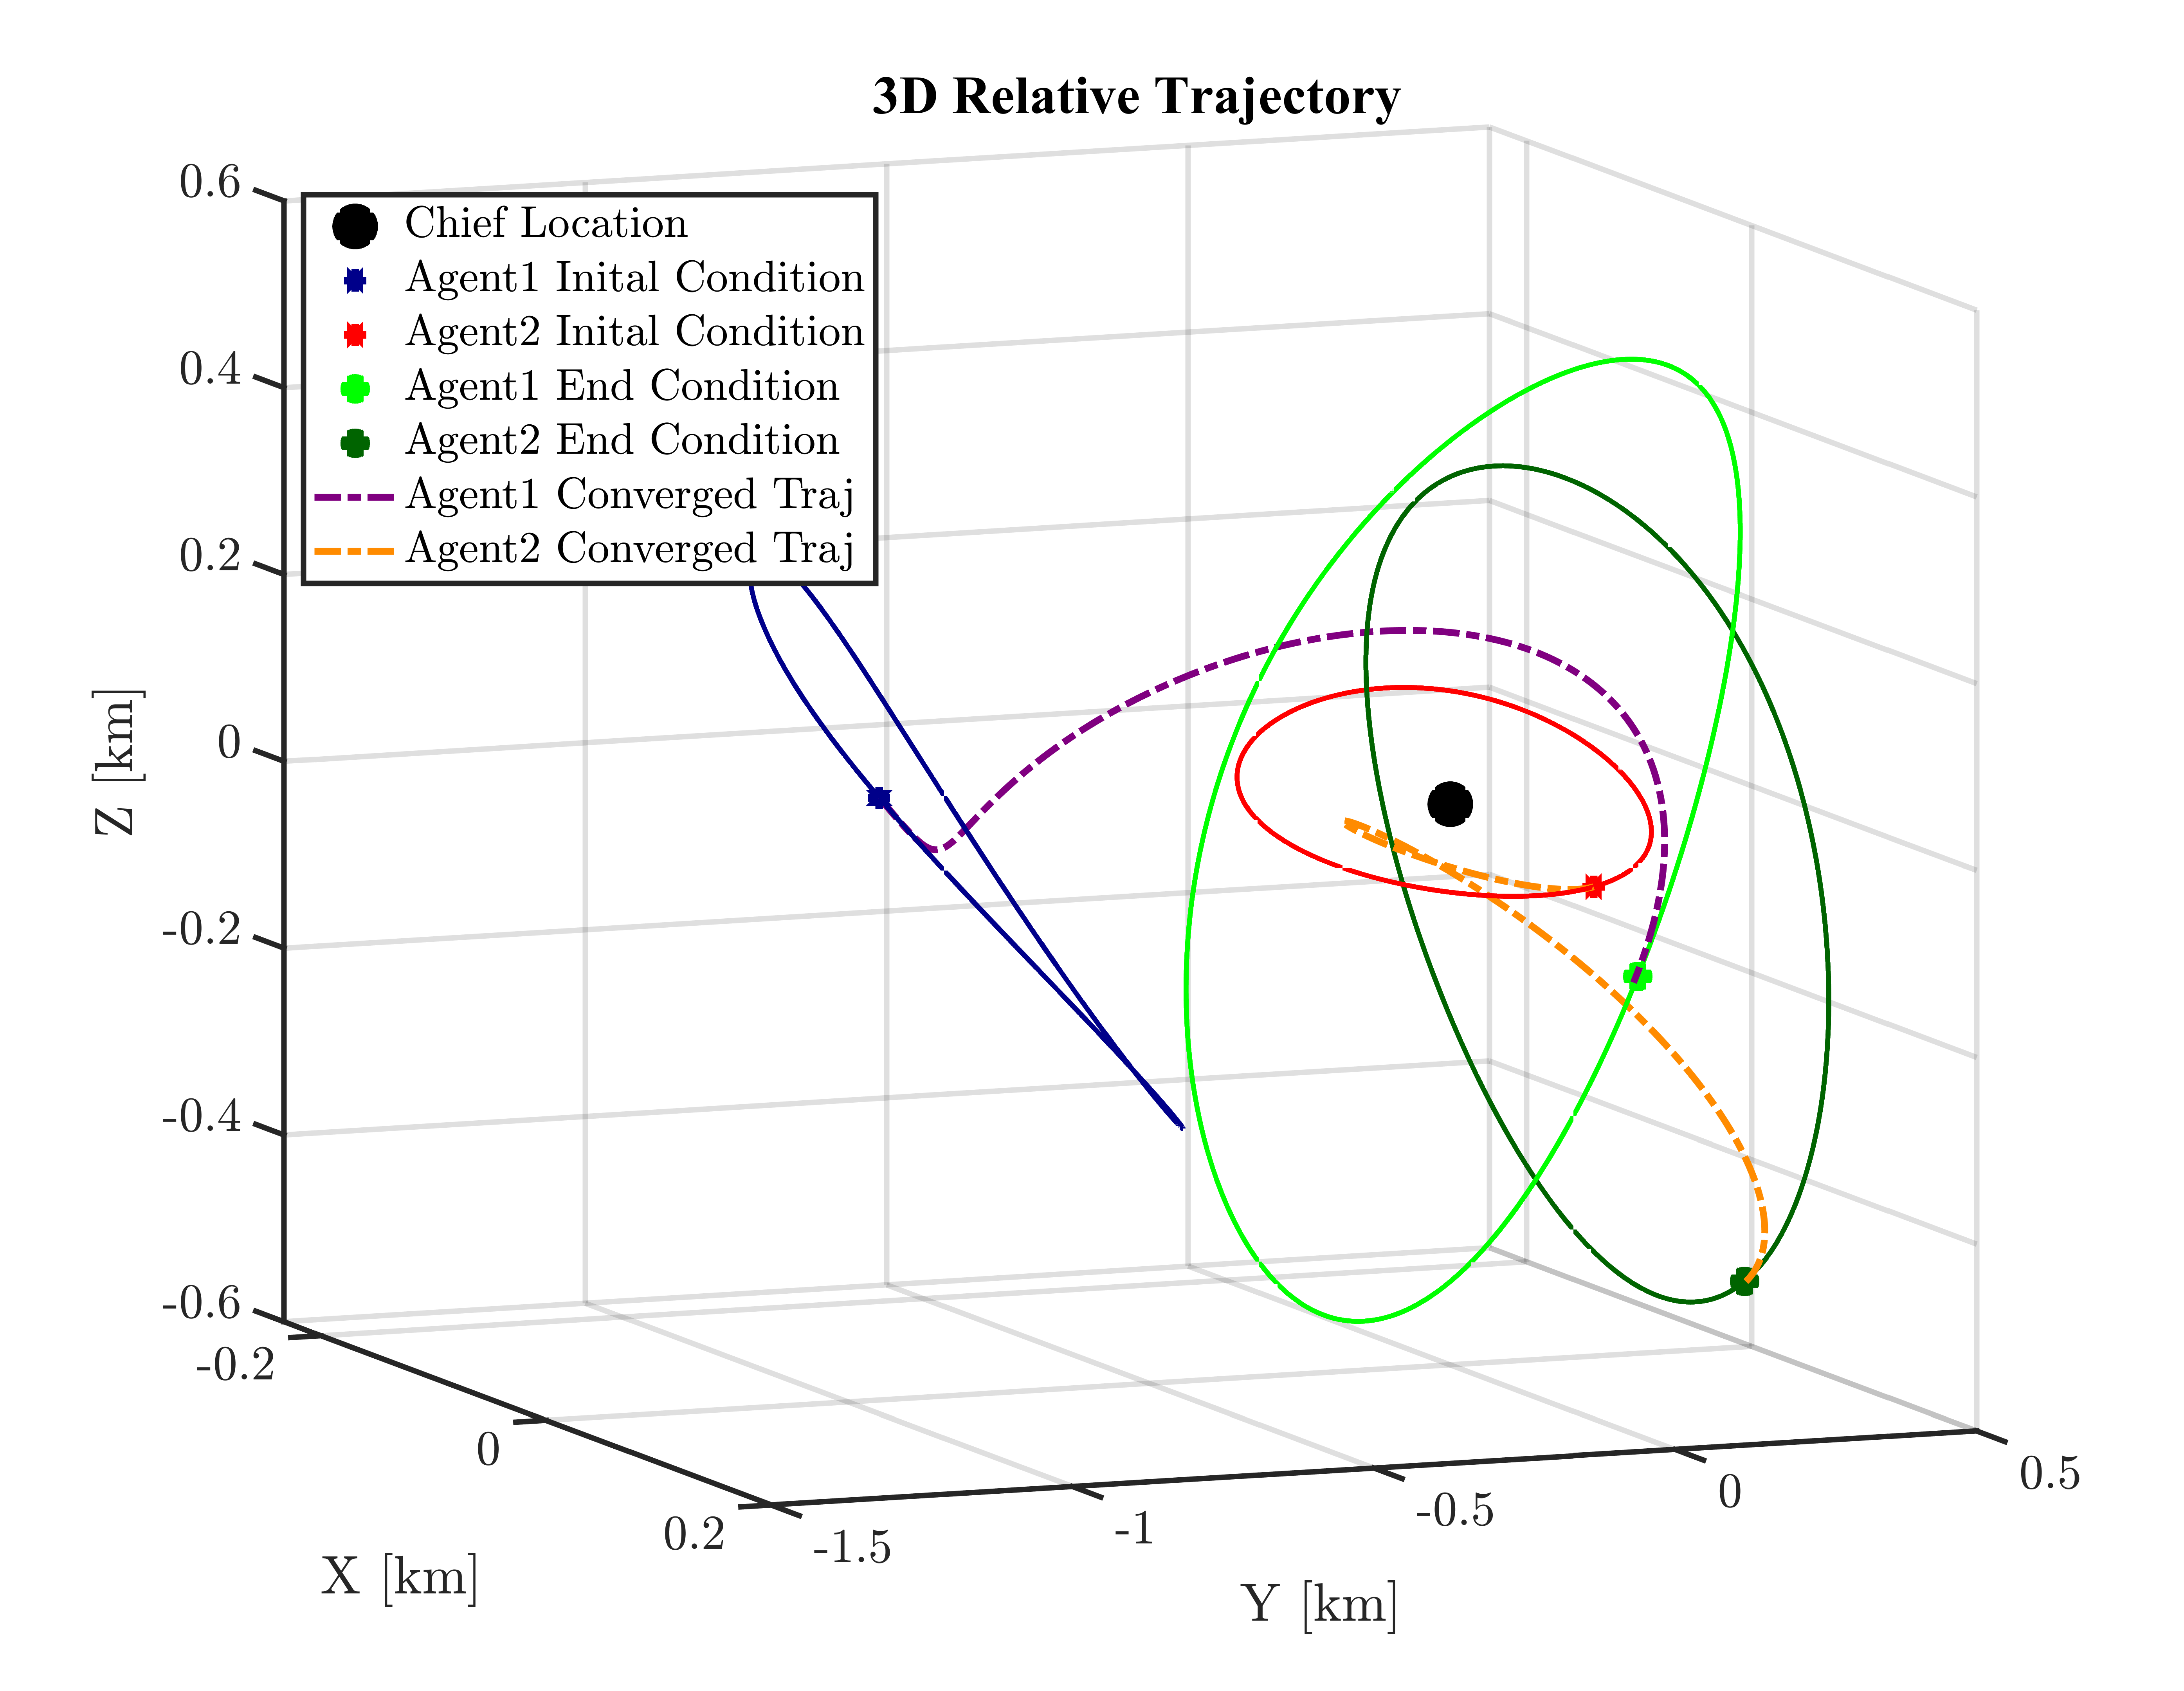 3D Relative Trajectory
Chief Location
Agent1 Inital Condition
Agent2 Inital Condition
Agent1 End Condition
Agent2 End Condition
Agent1 Converged Traj
Agent2 Converged Traj
0.6
0.4
0.2
0
-0.2
-0.4
-0.6
Z [km]
-0.2
0
0.2
X [km]
-1.5
-1
-0.5
0
0.5
Y [km]